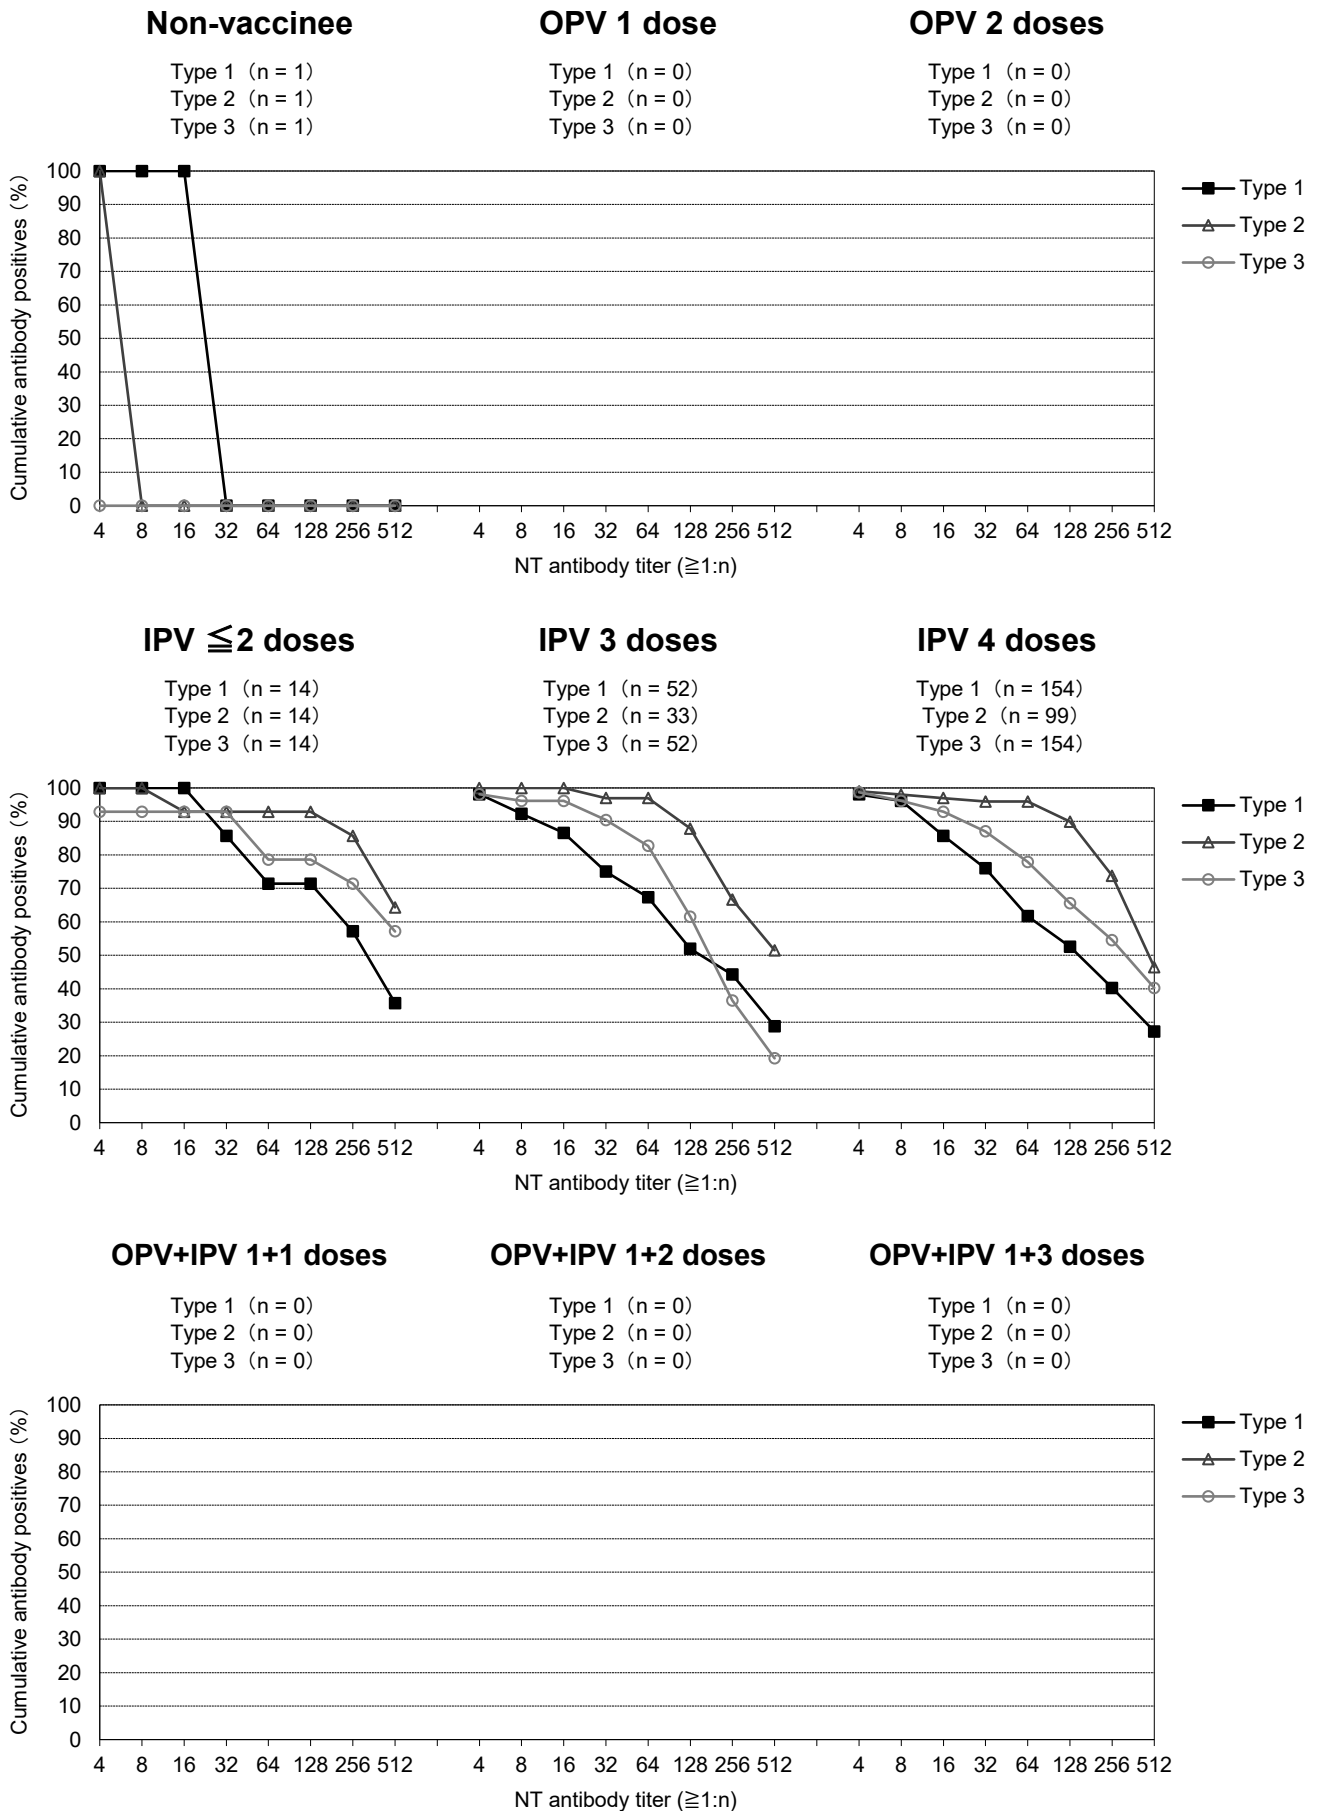 Non-vaccinee OPV 1 dose OPV 2 doses
Type 1（n = 1） Type 1（n = 0） Type 1（n = 0）
Type 2（n = 1） Type 2（n = 0） Type 2（n = 0）
Type 3（n = 1） Type 3（n = 0） Type 3（n = 0）
Cumulative antibody positives（%）
100
90
80
70
60
50
40
30
20
10
0
4 8 16 32 64 128 256 512 4 8 16 32 64 128 256 512 4 8 16 32 64 128 256 512
NT antibody titer (≧1:n)
Type 1
Type 2
Type 3
IPV ≦2 doses IPV 3 doses IPV 4 doses
Type 1（n = 14） Type 1（n = 52） Type 1（n = 154）
Type 2（n = 14） Type 2（n = 33） Type 2（n = 99）
Type 3（n = 14） Type 3（n = 52） Type 3（n = 154）
Cumulative antibody positives（%）
100
90
80
70
60
50
40
30
20
10
0
4 8 16 32 64 128 256 512 4 8 16 32 64 128 256 512 4 8 16 32 64 128 256 512
NT antibody titer (≧1:n)
Type 1
Type 2
Type 3
OPV+IPV 1+1 doses OPV+IPV 1+2 doses OPV+IPV 1+3 doses
Type 1（n = 0） Type 1（n = 0） Type 1（n = 0）
Type 2（n = 0） Type 2（n = 0） Type 2（n = 0）
Type 3（n = 0） Type 3（n = 0） Type 3（n = 0）
Cumulative antibody positives（%）
100
90
80
70
60
50
40
30
20
10
0
4 8 16 32 64 128 256 512 4 8 16 32 64 128 256 512 4 8 16 32 64 128 256 512
NT antibody titer (≧1:n)
Type 1
Type 2
Type 3